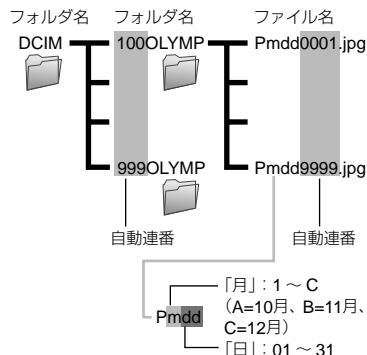 フォルダ名 フォルダ名 ファイル名
DCIM 100OLYMP Pmdd0001.jpg
999OLYMP Pmdd9999.jpg
自動連番 自動連番
「月」：1 ～ C
Pmdd （A=10月、B=11月、
C=12月）
「日」：01 ～ 31